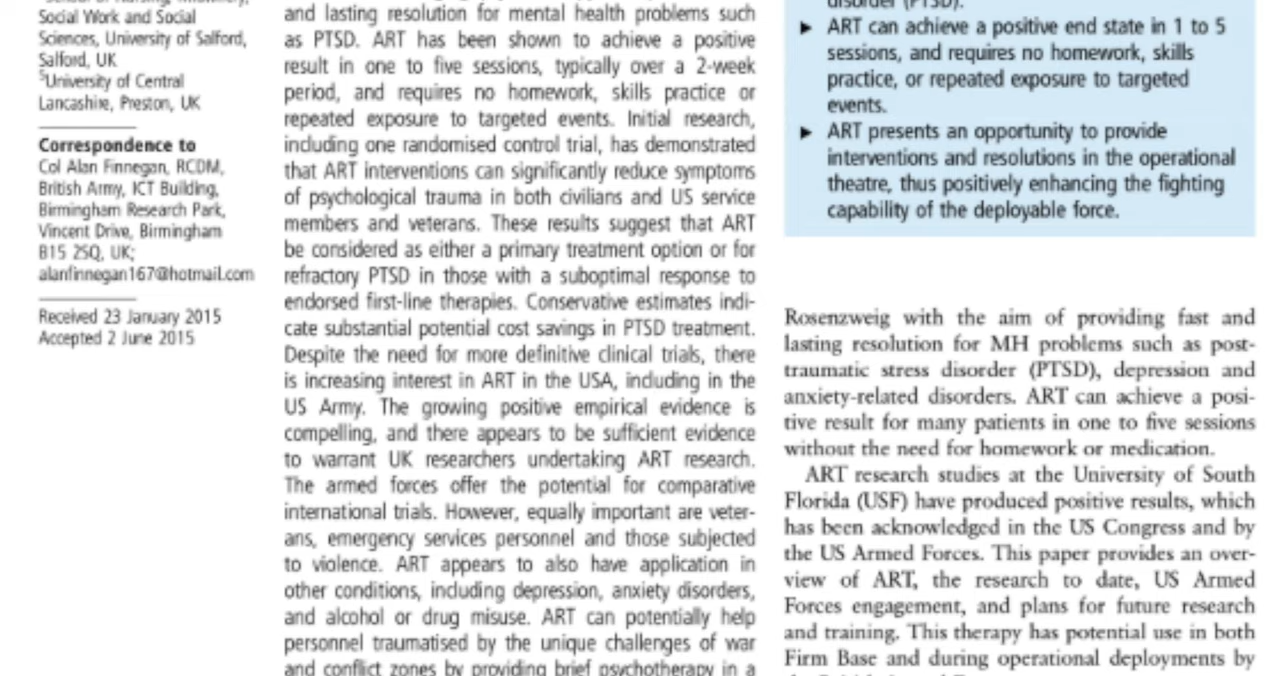 Social Work and Social
Sciences, University of Salford,
Salford, UK
5University of Central
Lancashire, Preston, UK
Correspondence to
Col Alan Finnegan, RCDM,
British Army, ICT Building,
Birmingham Research Park,
Vincent Drive, Birmingham
B15 2SQ, UK;
alanfinnegan167@hotmail.com
Received 23 January 2015
Accepted 2 June 2015
and lasting resolution for mental health problems such
as PTSD. ART has been shown to achieve a positive
result in one to five sessions, typically over a 2-week
period, and requires no homework, skills practice or
repeated exposure to targeted events. Initial research,
including one randomised control trial, has demonstrated
that ART interventions can significantly reduce symptoms
of psychological trauma in both civilians and US service
members and veterans. These results suggest that ART
be considered as either a primary treatment option or for
refractory PTSD in those with a suboptimal response to
endorsed first-line therapies. Conservative estimates indi-
cate substantial potential cost savings in PTSD treatment.
Despite the need for more definitive clinical trials, there
is increasing interest in ART in the USA, including in the
US Army. The growing positive empirical evidence is
compelling, and there appears to be sufficient evidence
to warrant UK researchers undertaking ART research.
The armed forces offer the potential for comparative
international trials. However, equally important are veter-
ans, emergency services personnel and those subjected
to violence. ART appears to also have application in
other conditions, including depression, anxiety disorders,
and alcohol or drug misuse. ART can potentially help
personnel traumatised by the unique challenges of war
and conflict zones by providing brief psychotherapy in a
disorder (PTSD).
► ART can achieve a positive end state in 1 to 5
sessions, and requires no homework, skills
practice, or repeated exposure to targeted
events.
► ART presents an opportunity to provide
interventions and resolutions in the operational
theatre, thus positively enhancing the fighting
capability of the deployable force.
Rosenzweig with the aim of providing fast and
lasting resolution for MH problems such as post-
traumatic stress disorder (PTSD), depression and
anxiety-related disorders. ART can achieve a posi-
tive result for many patients in one to five sessions
without the need for homework or medication.
ART research studies at the University of South
Florida (USF) have produced positive results, which
has been acknowledged in the US Congress and by
the US Armed Forces. This paper provides an over-
view of ART, the research to date, US Armed
Forces engagement, and plans for future research
and training. This therapy has potential use in both
Firm Base and during operational deployments by